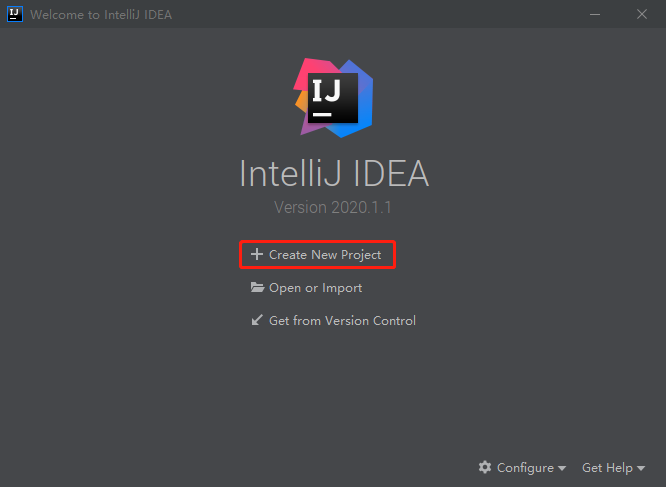 Welcome to IntelliJ IDEA
IJ
IntelliJ IDEA
Version 2020.1.1
Create New Project
Open or Import
Get from Version Control
Configure Get Help